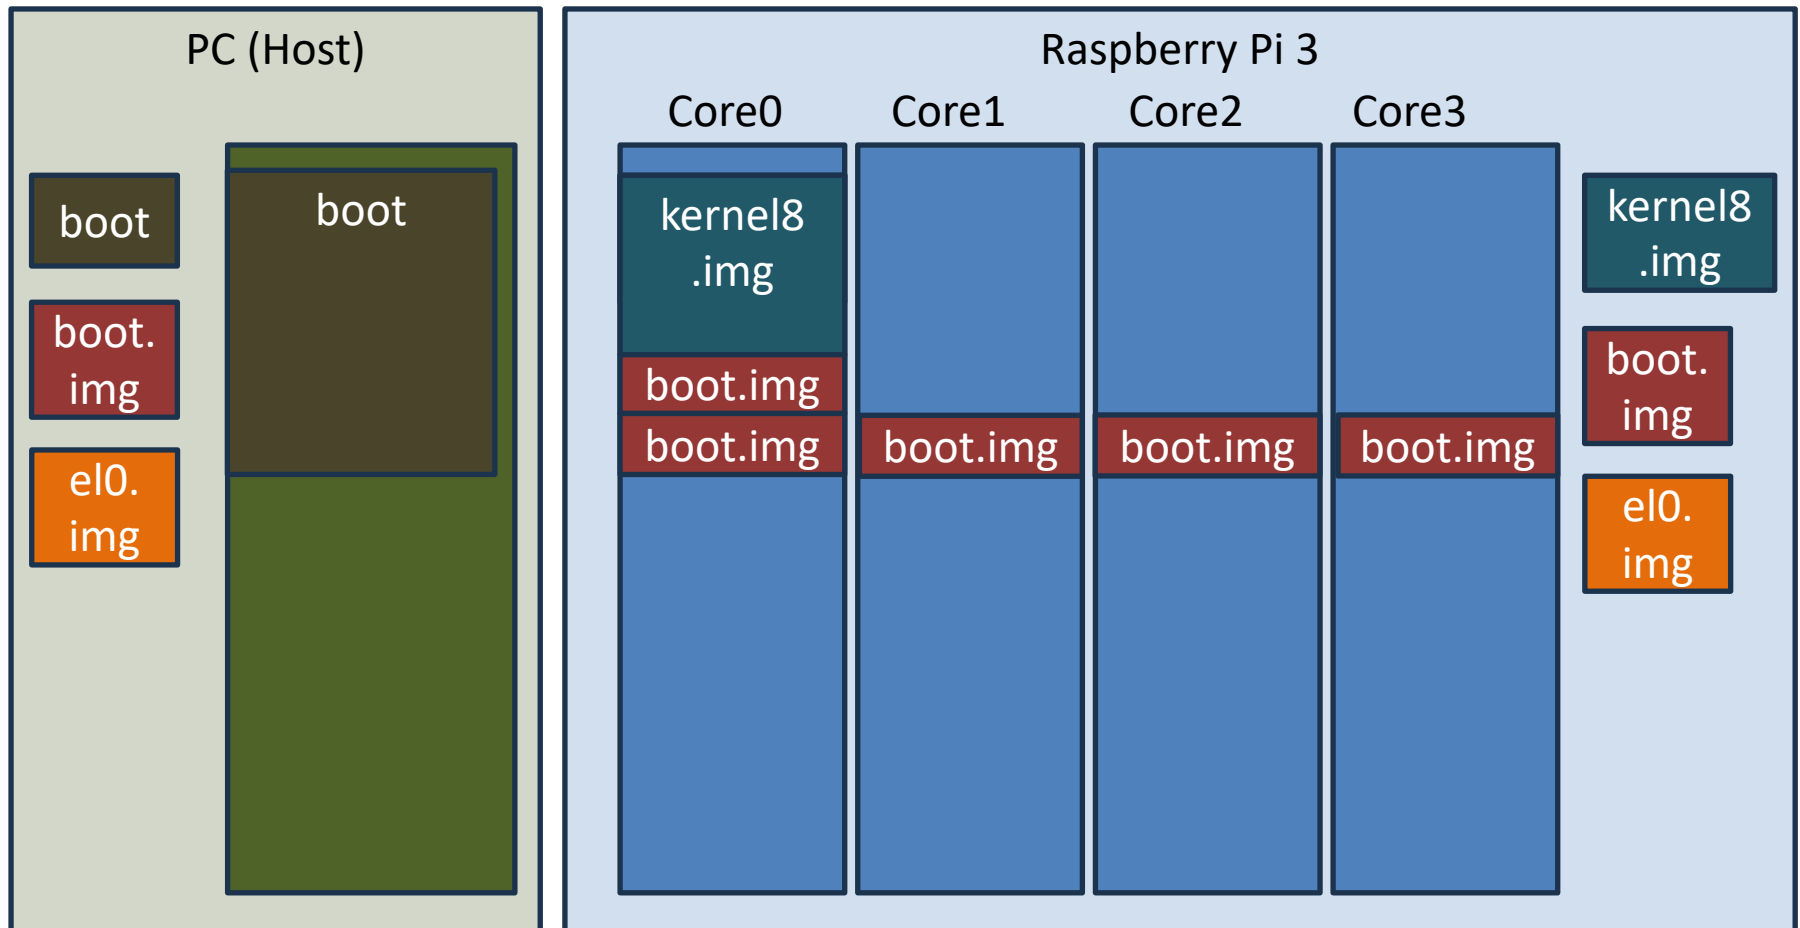 PC (Host)
boot
boot.
img
el0.
img
boot
Raspberry Pi 3
Core0
Core1
Core2
Core3
kernel8
.img
boot.img
boot.img
boot.img
boot.img
boot.img
kernel8
.img
boot.
img
el0.
img